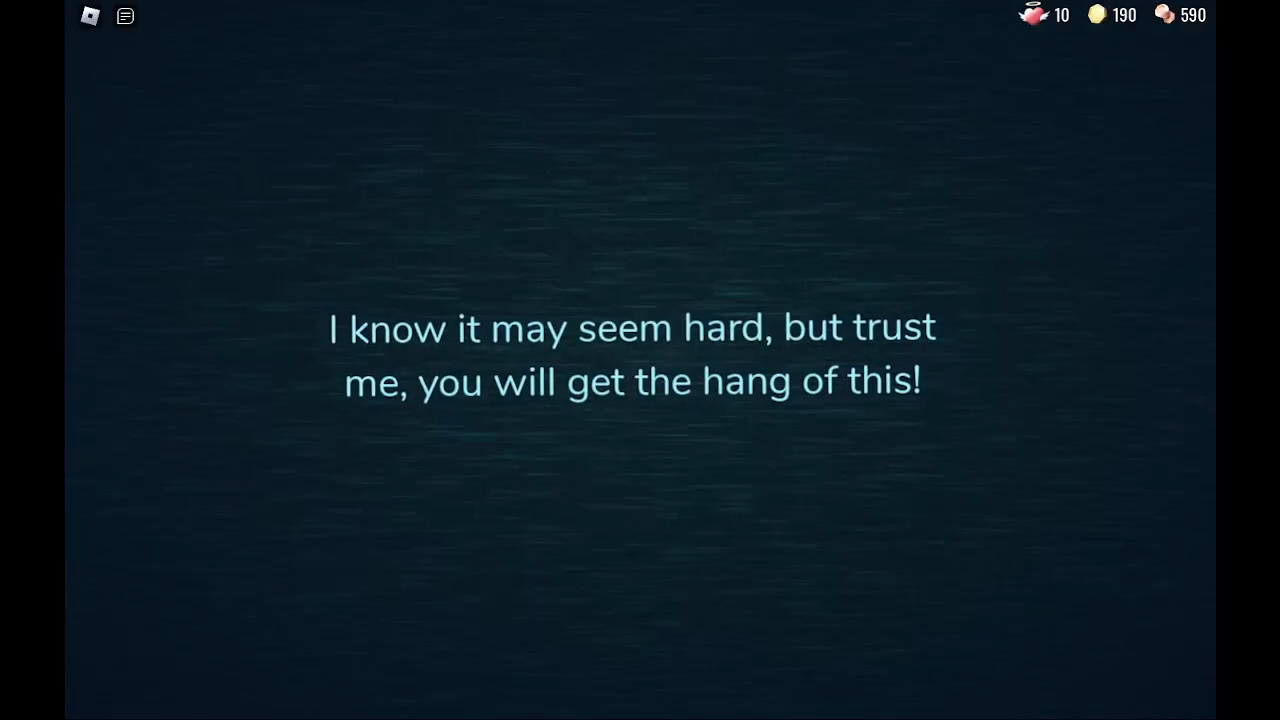 10 190 590
I know it may seem hard, but trust
me, you will get the hang of this!